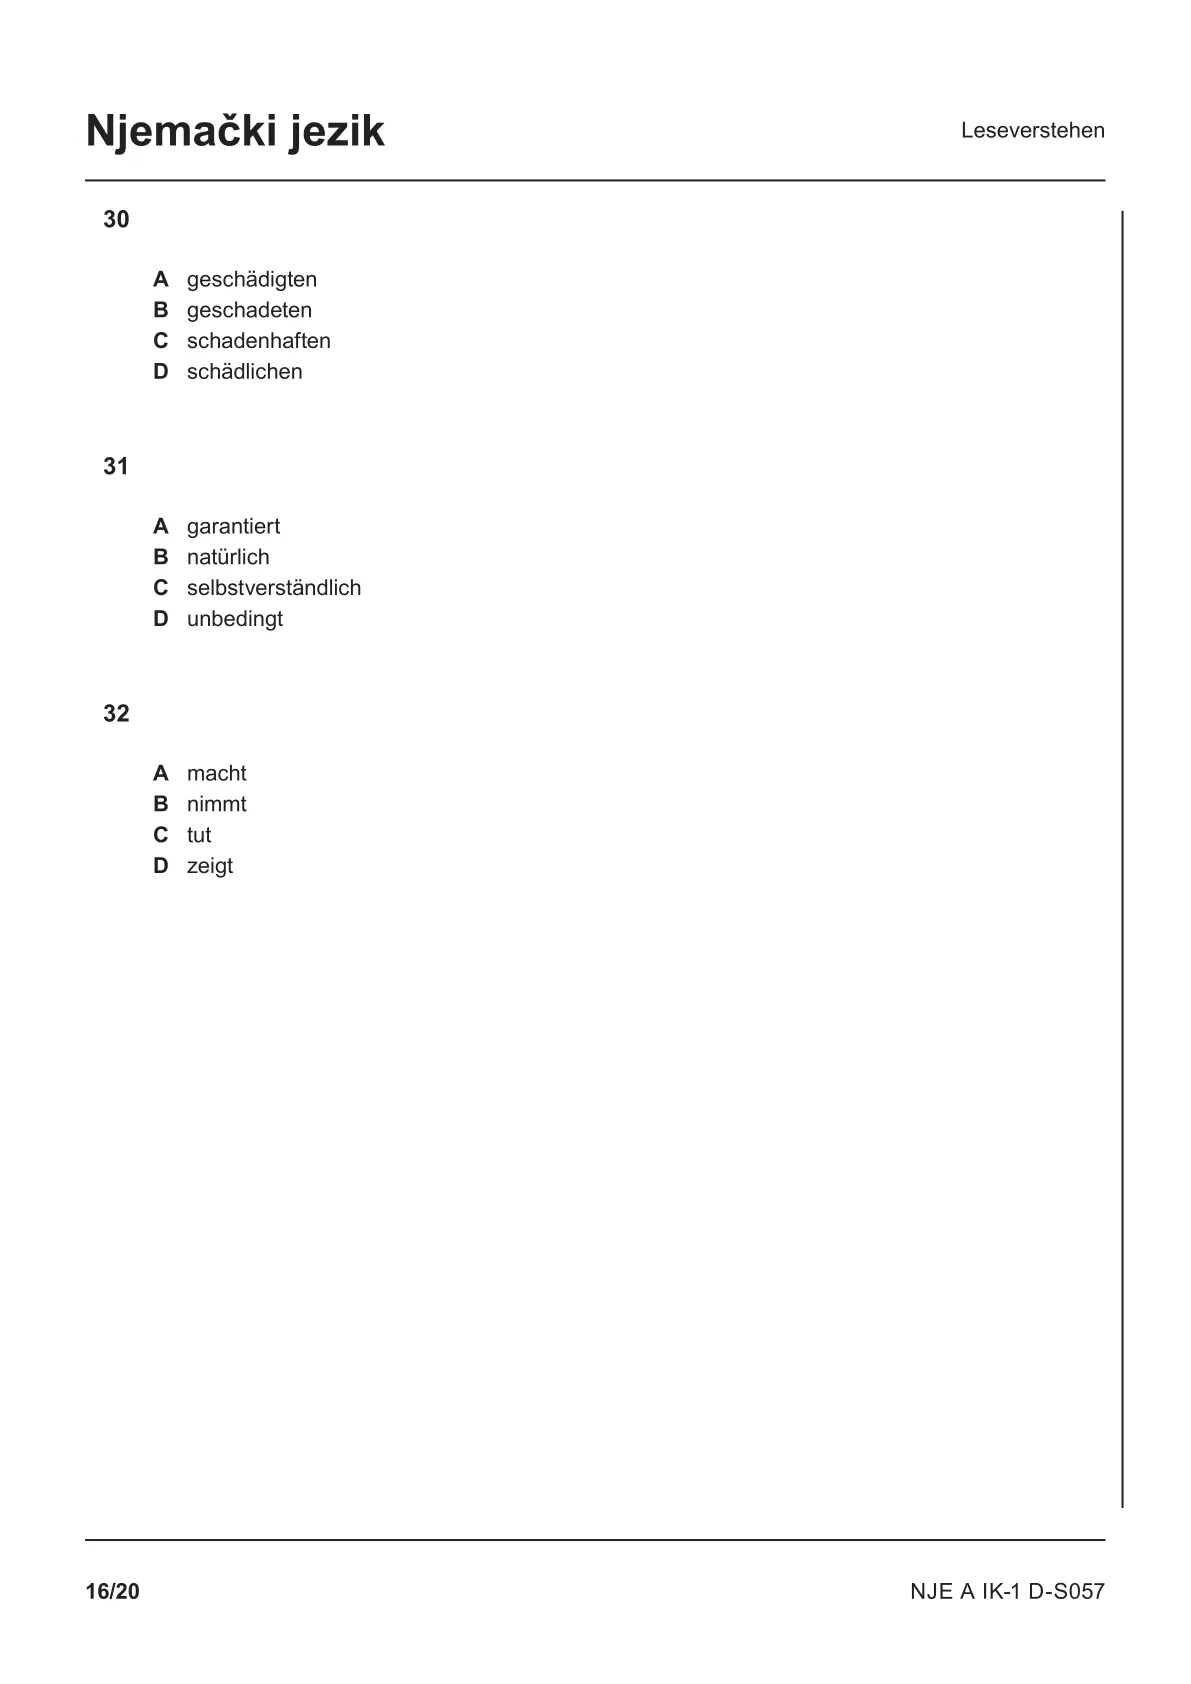 Njemački jezik
Leseverstehen
30
A geschädigten
B geschadeten
C schadenhaften
D schädlichen
31
A garantiert
B natürlich
C selbstverständlich
D unbedingt
32
A macht
B nimmt
C tut
D zeigt
16/20
NJE A IK-1 D-S057